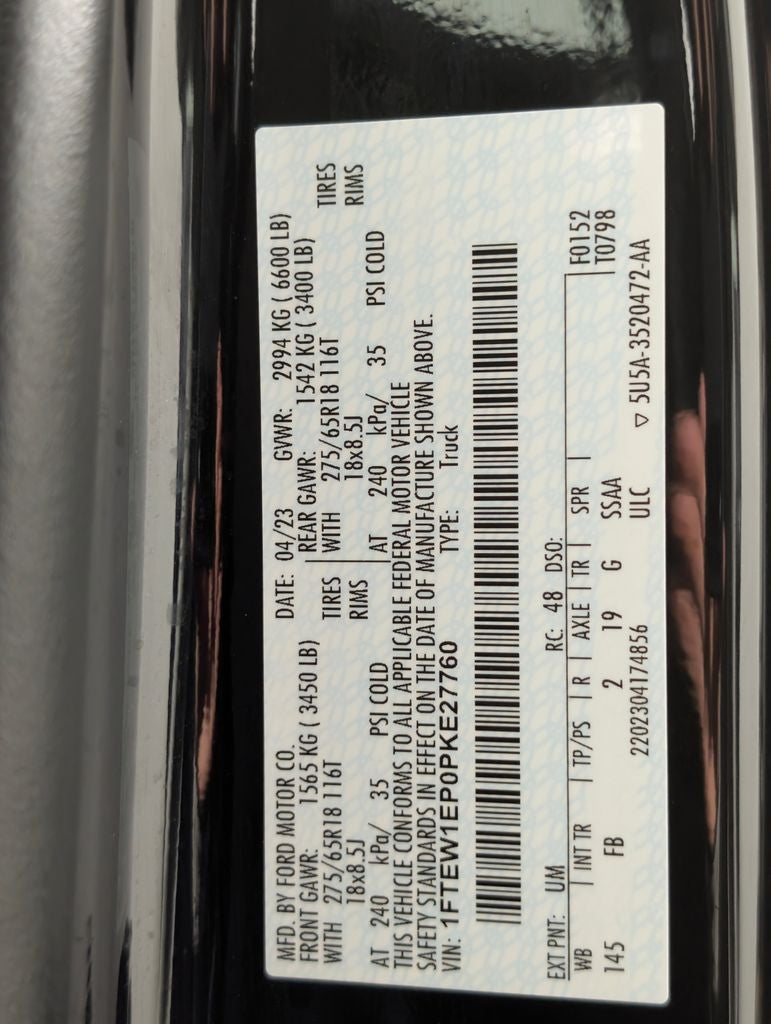 MFD. BY FORD MOTOR CO. DATE: 04/23 GVWR: 2994 KG ( 6600 LB)
FRONT GAWR: 1565 KG ( 3450 LB) REAR GAWR: 1542 KG ( 3400 LB)
WITH 275/65R18 116T TIRES WITH 275/65R18 116T TIRES
18x8.5J RIMS 18x8.5J RIMS
AT 240 kPa/ 35 PSI COLD AT 240 kPa/ 35 PSI COLD
THIS VEHICLE CONFORMS TO ALL APPLICABLE FEDERAL MOTOR VEHICLE
SAFETY STANDARDS IN EFFECT ON THE DATE OF MANUFACTURE SHOWN ABOVE.
VIN: 1FTEW1EP0PKE27760 TYPE: Truck
EXT PNT: UM RC: 48 DSO:
WB | INT TR | TP/PS | R | AXLE | TR | SPR | F0152
145 FB 2 19 G SSAA T0798
2202304174856 ULC ▽ 5U5A-3520472-AA